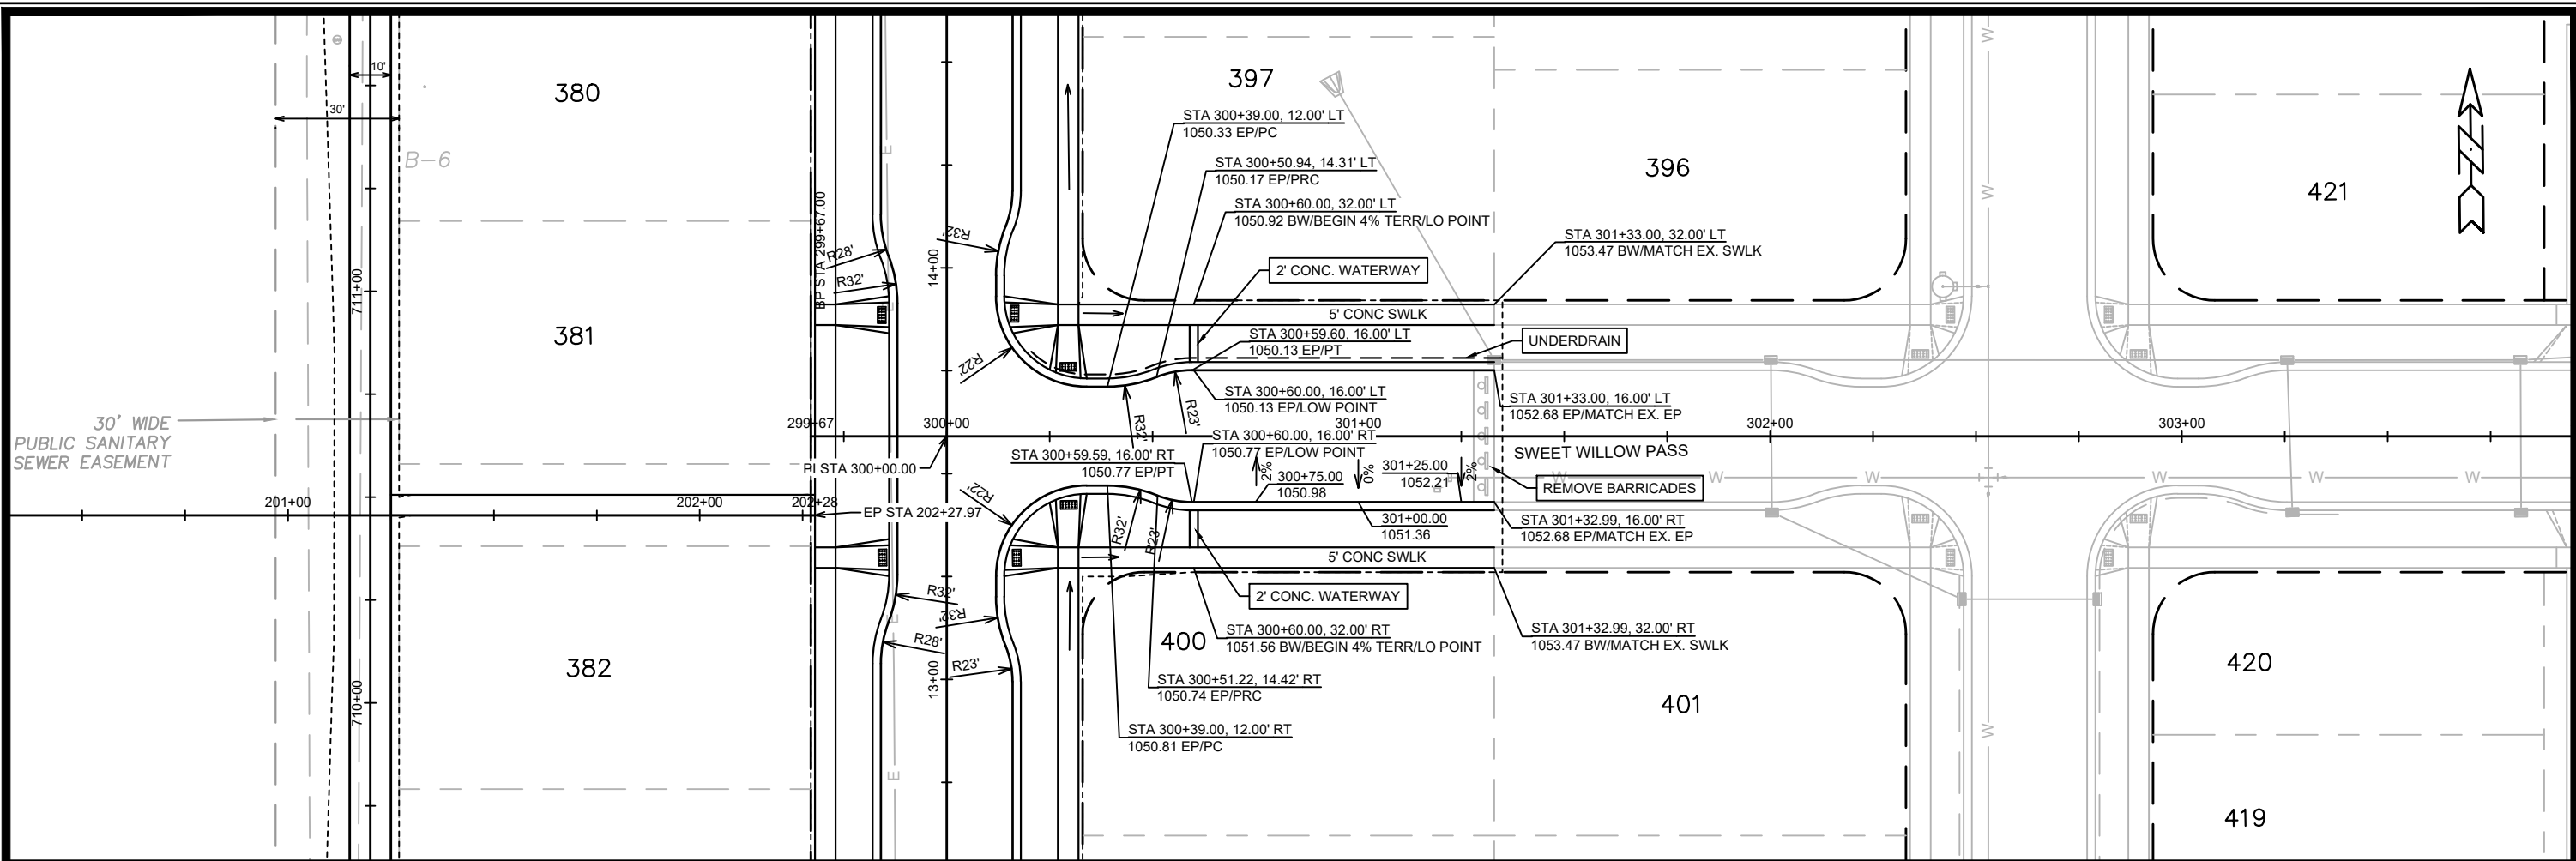 10'
30'
380
B-6
381
382
711+00
710+00
30' WIDE
PUBLIC SANITARY
SEWER EASEMENT
201+00
202+00
202+28
EP STA 202+27.97
BP STA 299+67.00
299+67
300+00
PI STA 300+00.00
14+00
13+00
E
R28'
R32'
R32'
R22'
R22'
R32'
R32'
R28'
R23'
E
E
397
STA 300+39.00, 12.00' LT
1050.33 EP/PC
STA 300+50.94, 14.31' LT
1050.17 EP/PRC
STA 300+60.00, 32.00' LT
1050.92 BW/BEGIN 4% TERR/LO POINT
2' CONC. WATERWAY
5' CONC SWLK
STA 300+59.60, 16.00' LT
1050.13 EP/PT
UNDERDRAIN
STA 300+60.00, 16.00' LT
1050.13 EP/LOW POINT
R32'
R23'
301+00
STA 300+60.00, 16.00' RT
1050.77 EP/LOW POINT
STA 300+59.59, 16.00' RT
1050.77 EP/PT
2%
0%
2%
300+75.00
1050.98
301+25.00
1052.21
301+00.00
1051.36
R32'
R23'
5' CONC SWLK
2' CONC. WATERWAY
400
STA 300+60.00, 32.00' RT
1051.56 BW/BEGIN 4% TERR/LO POINT
STA 300+51.22, 14.42' RT
1050.74 EP/PRC
STA 300+39.00, 12.00' RT
1050.81 EP/PC
396
STA 301+33.00, 32.00' LT
1053.47 BW/MATCH EX. SWLK
STA 301+33.00, 16.00' LT
1052.68 EP/MATCH EX. EP
302+00
303+00
SWEET WILLOW PASS
REMOVE BARRICADES
STA 301+32.99, 16.00' RT
1052.68 EP/MATCH EX. EP
STA 301+32.99, 32.00' RT
1053.47 BW/MATCH EX. SWLK
401
W
W
W
W
W
W
W
W
W
421
N
420
419